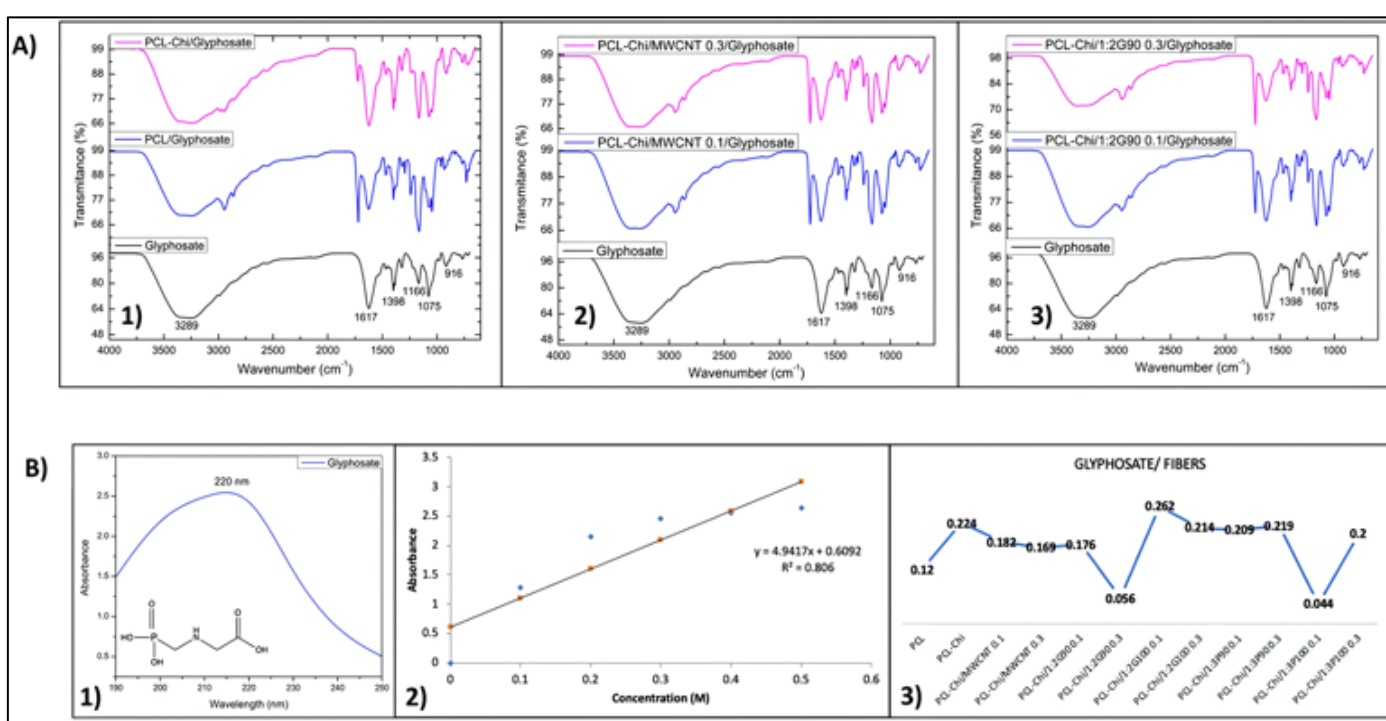 A)
PCL-Chi/Glyphosate
PCL/Glyphosate
Glyphosate
Transmitance (%)
99
88
77
66
99
88
77
66
96
80
64
48
3289
1617
1398
1166
1075
916
1)
4000 3500 3000 2500 2000 1500 1000
Wavenumber (cm-1)
PCL-Chi/MWCNT 0.3/Glyphosate
PCL-Chi/MWCNT 0.1/Glyphosate
Glyphosate
Transmitance (%)
99
88
77
66
99
88
77
66
96
80
64
48
3289
1617
1398
1166
1075
916
2)
4000 3500 3000 2500 2000 1500 1000
Wavenumber (cm-1)
PCL-Chi/1:2G90 0.3/Glyphosate
PCL-Chi/1:2G90 0.1/Glyphosate
Glyphosate
Transmitance (%)
98
84
70
56
99
88
77
66
96
80
64
48
3289
1617
1398
1166
1075
916
3)
4000 3500 3000 2500 2000 1500 1000
Wavenumber (cm-1)
B)
Glyphosate
220 nm
Absorbance
3.0
2.5
2.0
1.5
1.0
0.5
O
HO P
OH
H
N
O
OH
1)
190 200 210 220 230 240 250
Wavelength (nm)
Absorbance
3.5
3
2.5
2
1.5
1
0.5
0
y = 4.9417x + 0.6092
R² = 0.806
2)
0 0.1 0.2 0.3 0.4 0.5 0.6
Concentration (M)
GLYPHOSATE/ FIBERS
0.12
0.224
0.182
0.169
0.176
0.056
0.262
0.214
0.209
0.219
0.044
0.2
PCL
PCL-Chi
PCL-Chi/MWCNT 0.1
PCL-Chi/MWCNT 0.3
PCL-Chi/1:2G90 0.1
PCL-Chi/1:2G90 0.3
PCL-Chi/1:2G100 0.1
PCL-Chi/1:2G100 0.3
PCL-Chi/1:3P90 0.1
PCL-Chi/1:3P90 0.3
PCL-Chi/1:3P100 0.1
PCL-Chi/1:3P100 0.3
3)